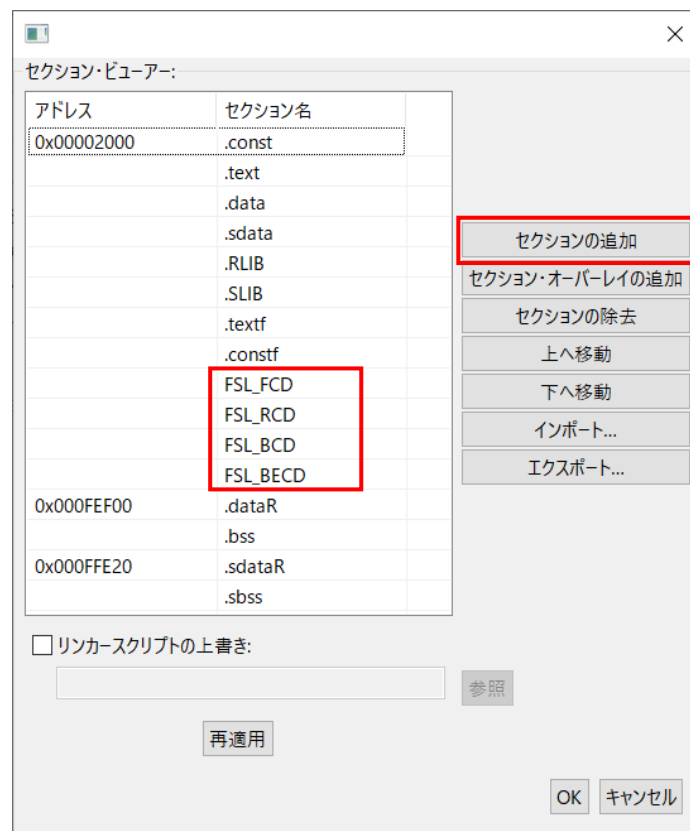 セクション・ビューアー:
アドレス セクション名
0x00002000 .const
.text
.data
.sdata
.RLIB
.SLIB
.textf
.constf
FSL_FCD
FSL_RCD
FSL_BCD
FSL_BECD
0x000FEF00 .dataR
.bss
0x000FFE20 .sdataR
.sbss
セクションの追加
セクション・オーバーレイの追加
セクションの除去
上へ移動
下へ移動
インポート...
エクスポート...
リンカースクリプトの上書き:
参照
再適用
OK キャンセル